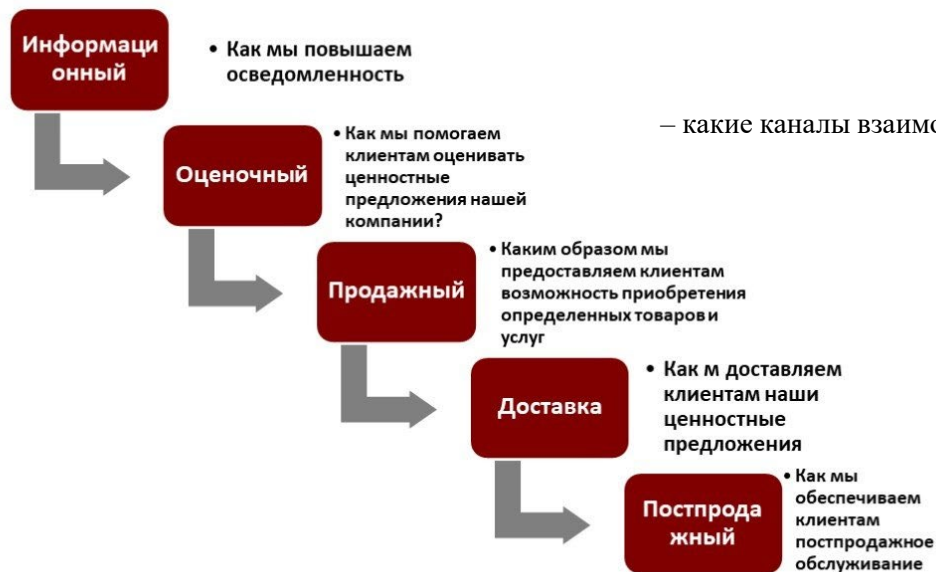 Информаци
онный
• Как мы повышаем
осведомленность
– какие каналы
Оценочный
• Как мы помогаем
клиентам оценивать
ценностные
предложения нашей
компании?
Продажный
• Каким образом мы
предоставляем клиентам
возможность приобретения
определенных товаров и
услуг
Доставка
• Как м доставляем
клиентам наши
ценностные
предложения
Постпрода
жный
• Как мы
обеспечиваем
клиентам
постпродажное
обслуживание